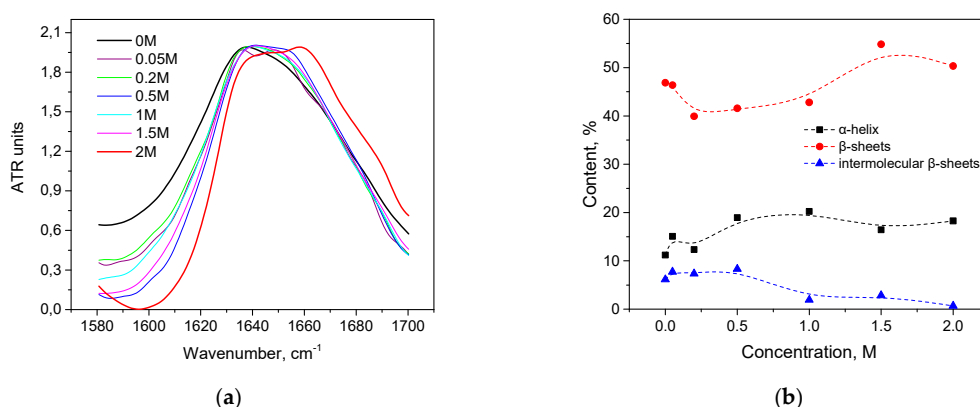 2,1
1,8
1,5
1,2
0,9
0,6
0,3
0,0
ATR units
0M
0.05M
0.2M
0.5M
1M
1.5M
2M
1580 1600 1620 1640 1660 1680 1700
Wavenumber, cm-1
(a)
60
50
40
30
20
10
0
Content, %
α-helix
β-sheets
intermolecular β-sheets
0.0 0.5 1.0 1.5 2.0
Concentration, M
(b)